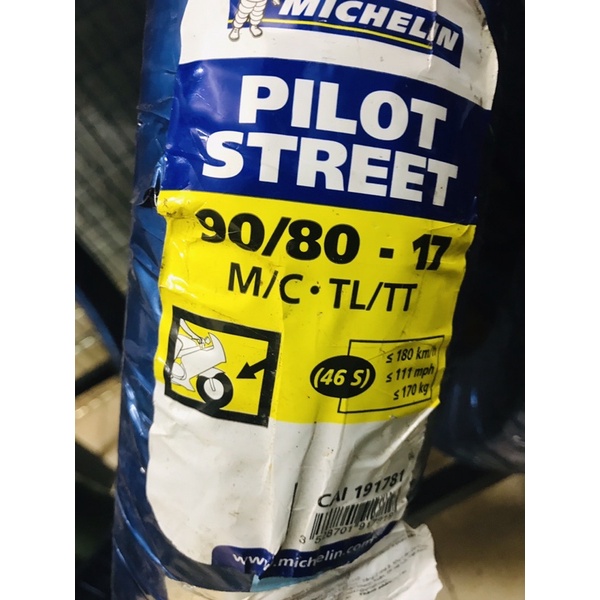 MICHELIN
PILOT
STREET
90/80 - 17
M/C • TL/TT
(46 S)
≤ 180 km/h
≤ 111 mph
≤ 170 kg
CAI 191781
www.michelin.com